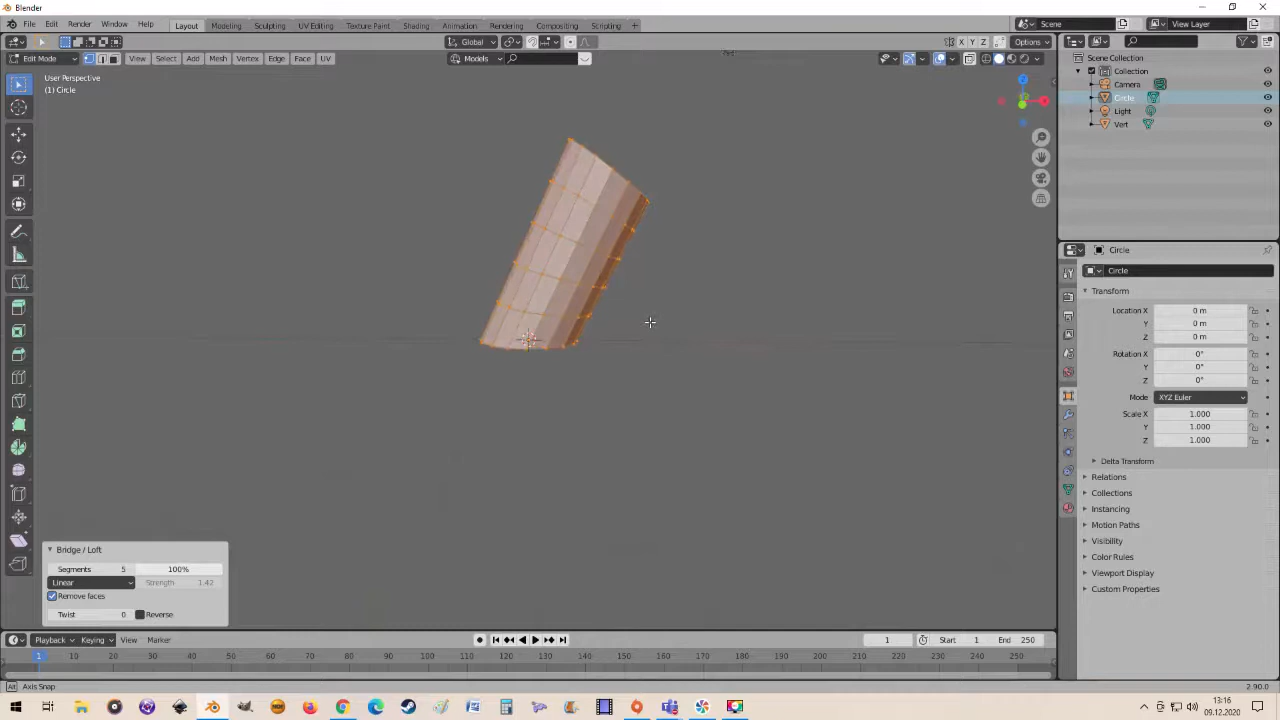 Blender
File Edit Render Window Help Layout Modeling Sculpting UV Editing Texture Paint Shading Animation Rendering Compositing Scripting + Scene View Layer
Global X Y Z Options
Edit Mode View Select Add Mesh Vertex Edge Face UV Models
User Perspective
(1) Circle
Scene Collection
Collection
Camera
Circle
Light
Vert
Circle
Circle
Transform
Location X 0 m
Y 0 m
Z 0 m
Rotation X 0°
Y 0°
Z 0°
Mode XYZ Euler
Scale X 1.000
Y 1.000
Z 1.000
Delta Transform
Relations
Collections
Instancing
Motion Paths
Visibility
Color Rules
Viewport Display
Custom Properties
Bridge / Loft
Segments 5 100%
Linear Strength 1.42
Remove faces
Twist 0 Reverse
Playback Keying View Marker 1 Start 1 End 250
1 10 20 30 40 50 60 70 80 90 100 110 120 130 140 150 160 170 180 190 200 210 220 230 240 250
Alt Axis Snap 2.90.0
13:16
09.12.2020